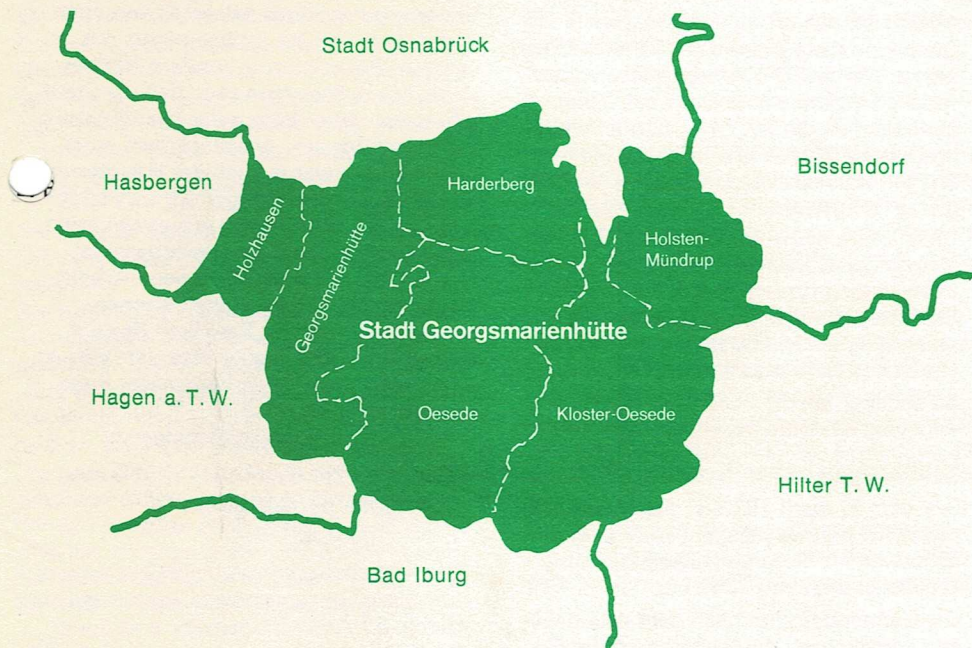 Stadt Osnabrück
Hasbergen
Bissendorf
Harderberg
Holzhausen
Georgsmarienhütte
Holsten-
Mündrup
Stadt Georgsmarienhütte
Hagen a. T. W.
Oesede
Kloster-Oesede
Hilter T. W.
Bad Iburg